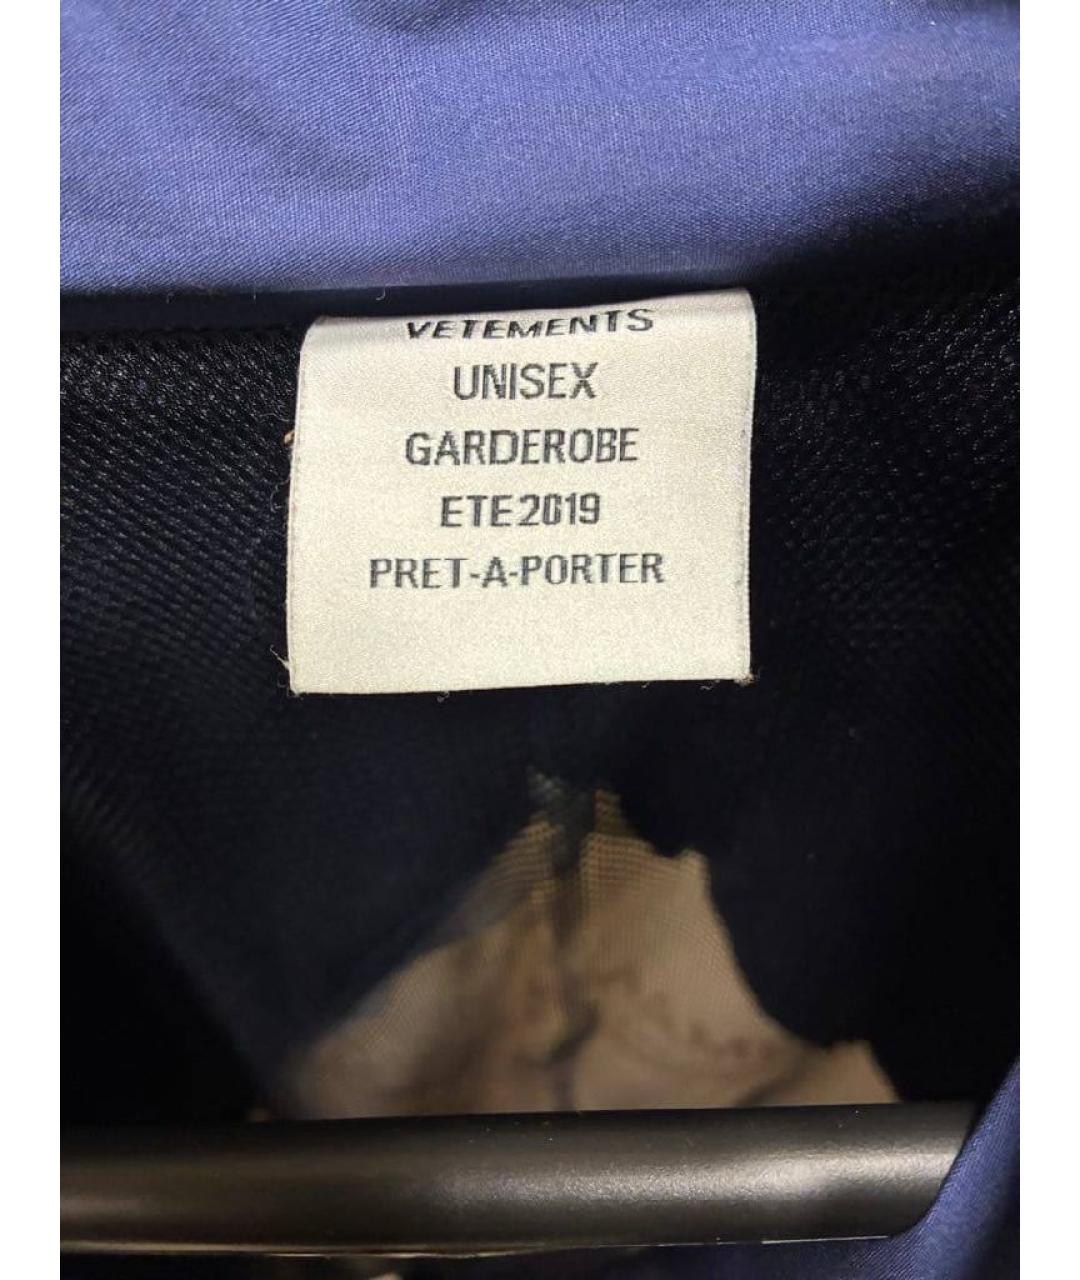 VETEMENTS
UNISEX
GARDEROBE
ETE2019
PRET-A-PORTER